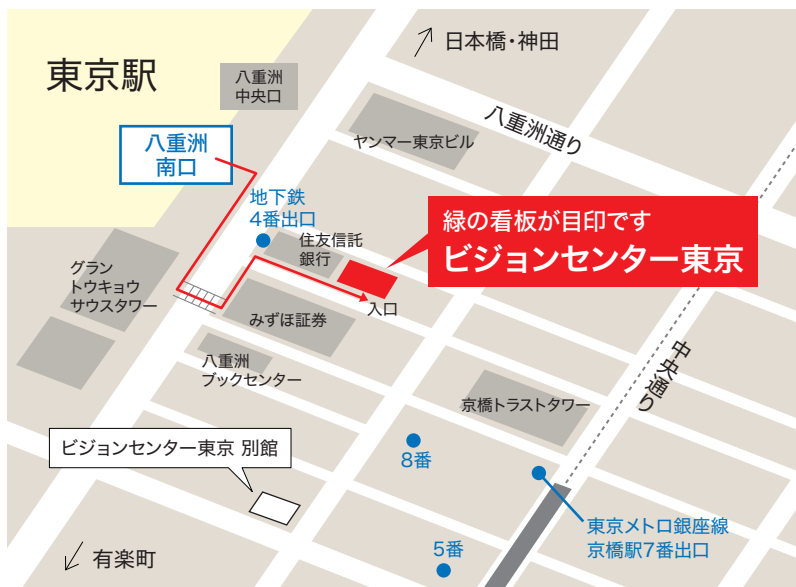 日本橋・神田
東京駅
八重洲
中央口
八重洲通り
ヤンマー東京ビル
八重洲
南口
地下鉄
4番出口
緑の看板が目印です
ビジョンセンター東京
住友信託
銀行
グラン
トウキョウ
サウスタワー
入口
みずほ証券
八重洲
ブックセンター
中央通り
京橋トラストタワー
ビジョンセンター東京 別館
8番
東京メトロ銀座線
京橋駅7番出口
有楽町
5番